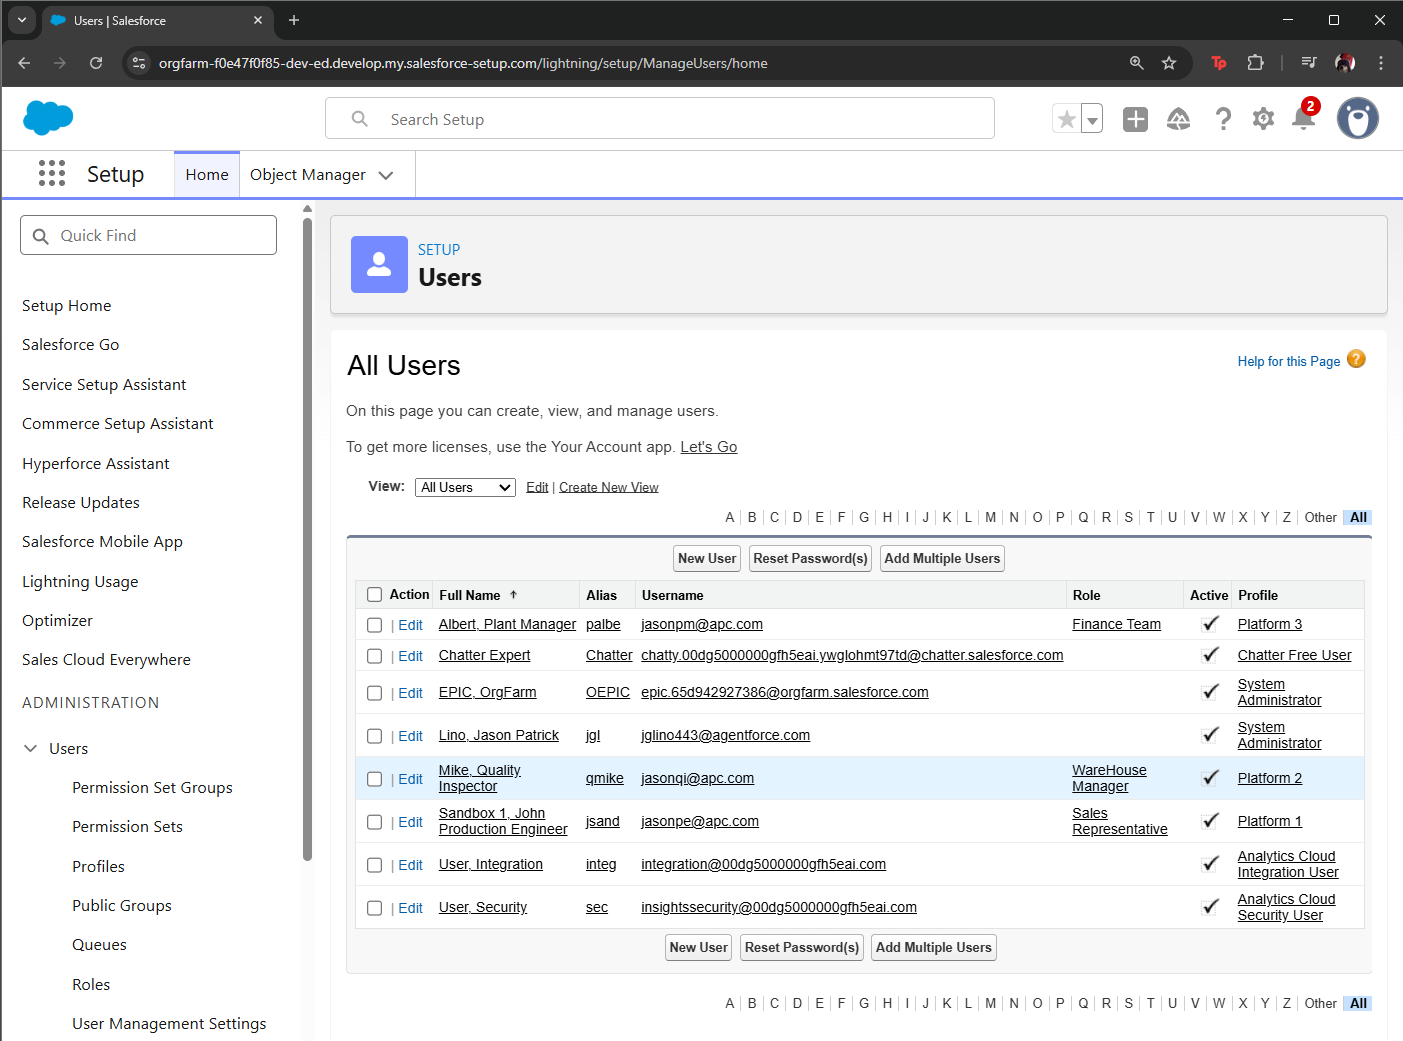 Users | Salesforce
orgfarm-f0e47f0f85-dev-ed.develop.my.salesforce-setup.com/lightning/setup/ManageUsers/home
Tp
Search Setup
2
Setup
Home
Object Manager
Quick Find
Setup Home
Salesforce Go
Service Setup Assistant
Commerce Setup Assistant
Hyperforce Assistant
Release Updates
Salesforce Mobile App
Lightning Usage
Optimizer
Sales Cloud Everywhere
ADMINISTRATION
Users
Permission Set Groups
Permission Sets
Profiles
Public Groups
Queues
Roles
User Management Settings
SETUP
Users
All Users
Help for this Page ?
On this page you can create, view, and manage users.
To get more licenses, use the Your Account app. Let's Go
View: All Users Edit | Create New View
A | B | C | D | E | F | G | H | I | J | K | L | M | N | O | P | Q | R | S | T | U | V | W | X | Y | Z | Other All
New User Reset Password(s) Add Multiple Users
Action Full Name ↑ Alias Username Role Active Profile
| Edit Albert, Plant Manager palbe jasonpm@apc.com Finance Team Platform 3
| Edit Chatter Expert Chatter chatty.00dg5000000gfh5eai.ywglohmt97td@chatter.salesforce.com Chatter Free User
| Edit EPIC, OrgFarm OEPIC epic.65d942927386@orgfarm.salesforce.com System
Administrator
| Edit Lino, Jason Patrick jgl jglino443@agentforce.com System
Administrator
| Edit Mike, Quality
Inspector qmike jasonqi@apc.com WareHouse
Manager Platform 2
| Edit Sandbox 1, John
Production Engineer jsand jasonpe@apc.com Sales
Representative Platform 1
| Edit User, Integration integ integration@00dg5000000gfh5eai.com Analytics Cloud
Integration User
| Edit User, Security sec insightssecurity@00dg5000000gfh5eai.com Analytics Cloud
Security User
New User Reset Password(s) Add Multiple Users
A | B | C | D | E | F | G | H | I | J | K | L | M | N | O | P | Q | R | S | T | U | V | W | X | Y | Z | Other All